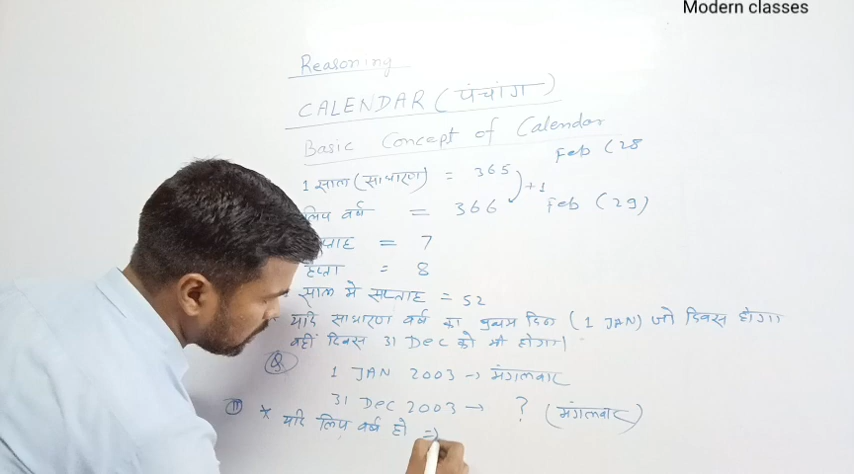 Modern classes
Reasoning
CALENDAR (पंचांग)
Basic Concept of Calendar
Feb (28
1 साल (साधारण) = 365
) +1
लिप वर्ष = 366 Feb (29)
= 7
हप्ता = 8
साल मे सप्ताह = 52
* यदि साधारण वर्ष का प्रथम दिन (1 JAN) जो दिवस होगा
वहीं दिवस 31 Dec को भी होगा।
Q
1 JAN 2003 → मंगलवार
31 Dec 2003 → ? (मंगलवार)
* यदि लिप वर्ष हो ⇒